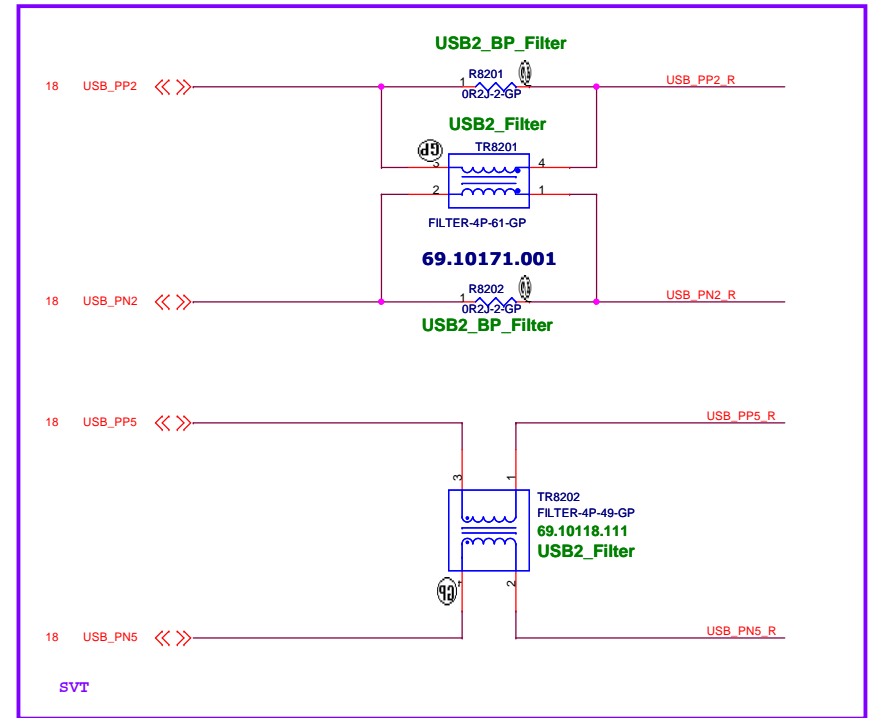 USB2_BP_Filter
18 USB_PP2
1 R8201
0R2J-2-GP
USB_PP2_R
USB2_Filter
GP
TR8201
3 4
2 1
FILTER-4P-61-GP
69.10171.001
18 USB_PN2
1 R8202
0R2J-2-GP
USB_PN2_R
USB2_BP_Filter
18 USB_PP5
USB_PP5_R
3 1
TR8202
FILTER-4P-49-GP
69.10118.111
USB2_Filter
GP
2
18 USB_PN5
USB_PN5_R
SVT